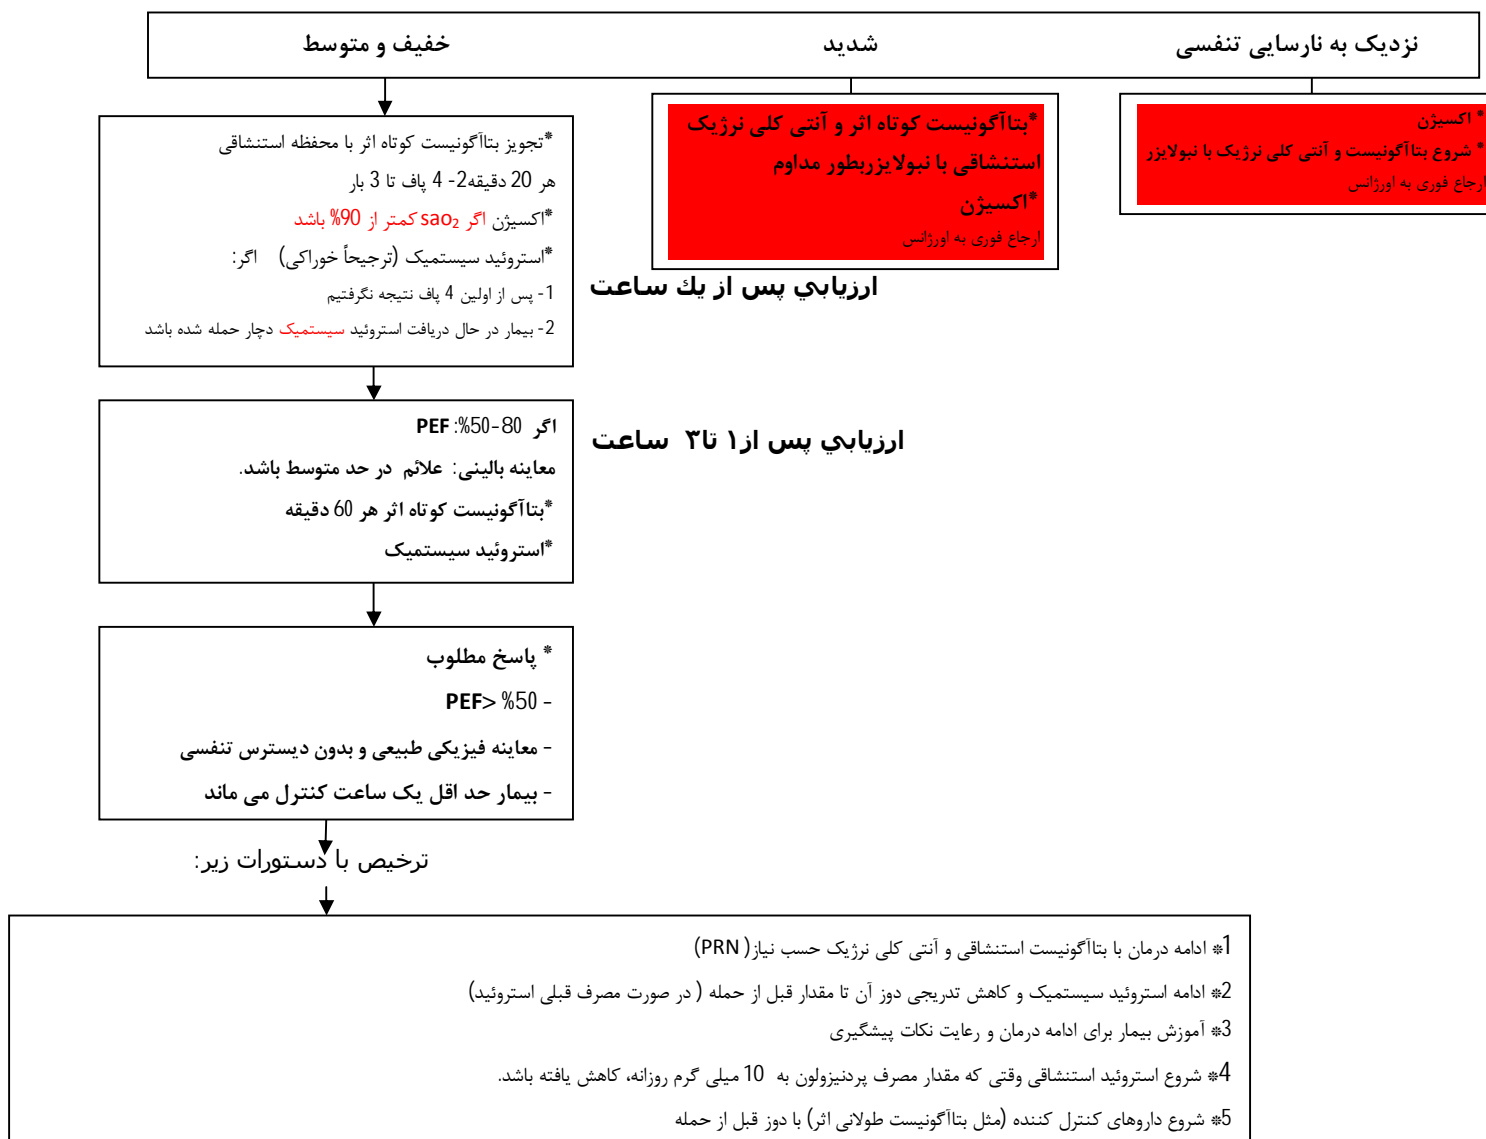 نزدیک به نارسایی تنفسی
شدید
خفیف و متوسط
* اکسیژن
* شروع بتاآگونیست و آنتی کلی نرژیک با نبولایزر
ارجاع فوری به اورژانس
*بتاآگونیست کوتاه اثر و آنتی کلی نرژیک
استنشاقی با نبولایزربطور مداوم
*اکسیژن
ارجاع فوری به اورژانس
*تجویز بتاآگونیست کوتاه اثر با محفظه استنشاقی
هر 20 دقیقه2- 4 پاف تا 3 بار
*اکسیژن اگر sao₂ کمتر از 90% باشد
*استروئید سیستمیک (ترجیحاً خوراکی) اگر:
1- پس از اولین 4 پاف نتیجه نگرفتیم
2- بیمار در حال دریافت استروئید سیستمیک دچار حمله شده باشد
ارزيابي پس از يك ساعت
اگر PEF :%50-80
معاینه بالینی: علائم در حد متوسط باشد.
*بتاآگونیست کوتاه اثر هر 60 دقیقه
*استروئید سیستمیک
ارزيابي پس از۱ تا۳ ساعت
* پاسخ مطلوب
- PEF> %50
- معاینه فیزیکی طبیعی و بدون دیسترس تنفسی
- بیمار حد اقل یک ساعت کنترل می ماند
ترخیص با دستورات زیر:
1* ادامه درمان با بتاآگونیست استنشاقی و آنتی کلی نرژیک حسب نیاز( PRN)
2* ادامه استروئید سیستمیک و کاهش تدریجی دوز آن تا مقدار قبل از حمله ( در صورت مصرف قبلی استروئید)
3* آموزش بیمار برای ادامه درمان و رعایت نکات پیشگیری
4* شروع استروئید استنشاقی وقتی که مقدار مصرف پردنیزولون به 10 میلی گرم روزانه، کاهش یافته باشد.
5* شروع داروهای کنترل کننده (مثل بتاآگونیست طولانی اثر) با دوز قبل از حمله